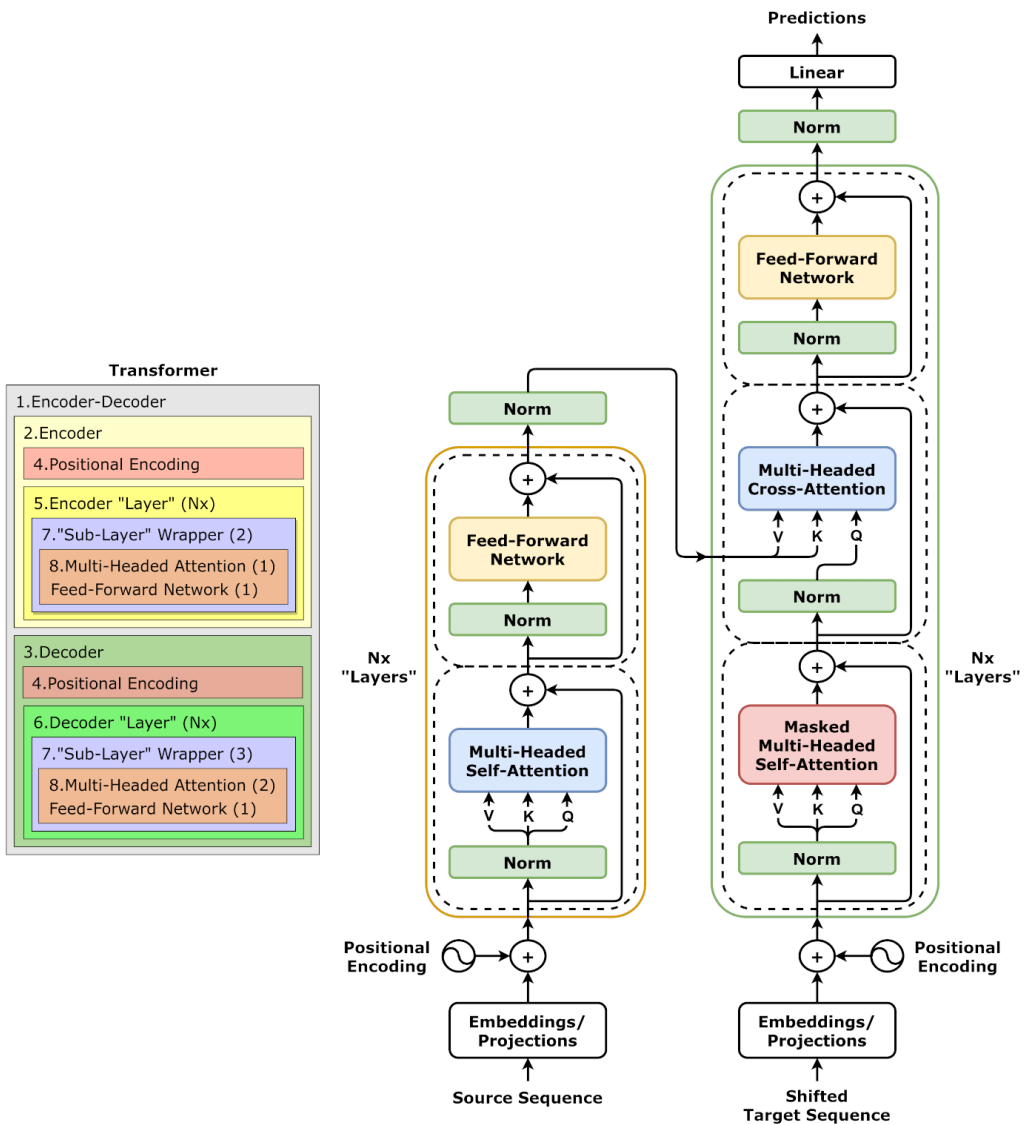 Transformer
1.Encoder-Decoder
2.Encoder
4.Positional Encoding
5.Encoder "Layer" (Nx)
7."Sub-Layer" Wrapper (2)
8.Multi-Headed Attention (1)
Feed-Forward Network (1)
3.Decoder
4.Positional Encoding
6.Decoder "Layer" (Nx)
7."Sub-Layer" Wrapper (3)
8.Multi-Headed Attention (2)
Feed-Forward Network (1)
Norm
+
Feed-Forward
Network
Norm
Nx
"Layers"
+
Multi-Headed
Self-Attention
V K Q
Norm
Positional
Encoding
+
Embeddings/
Projections
Source Sequence
Predictions
Linear
Norm
+
Feed-Forward
Network
Norm
+
Multi-Headed
Cross-Attention
V K Q
Norm
Nx
"Layers"
+
Masked
Multi-Headed
Self-Attention
V K Q
Norm
+
Positional
Encoding
Embeddings/
Projections
Shifted
Target Sequence